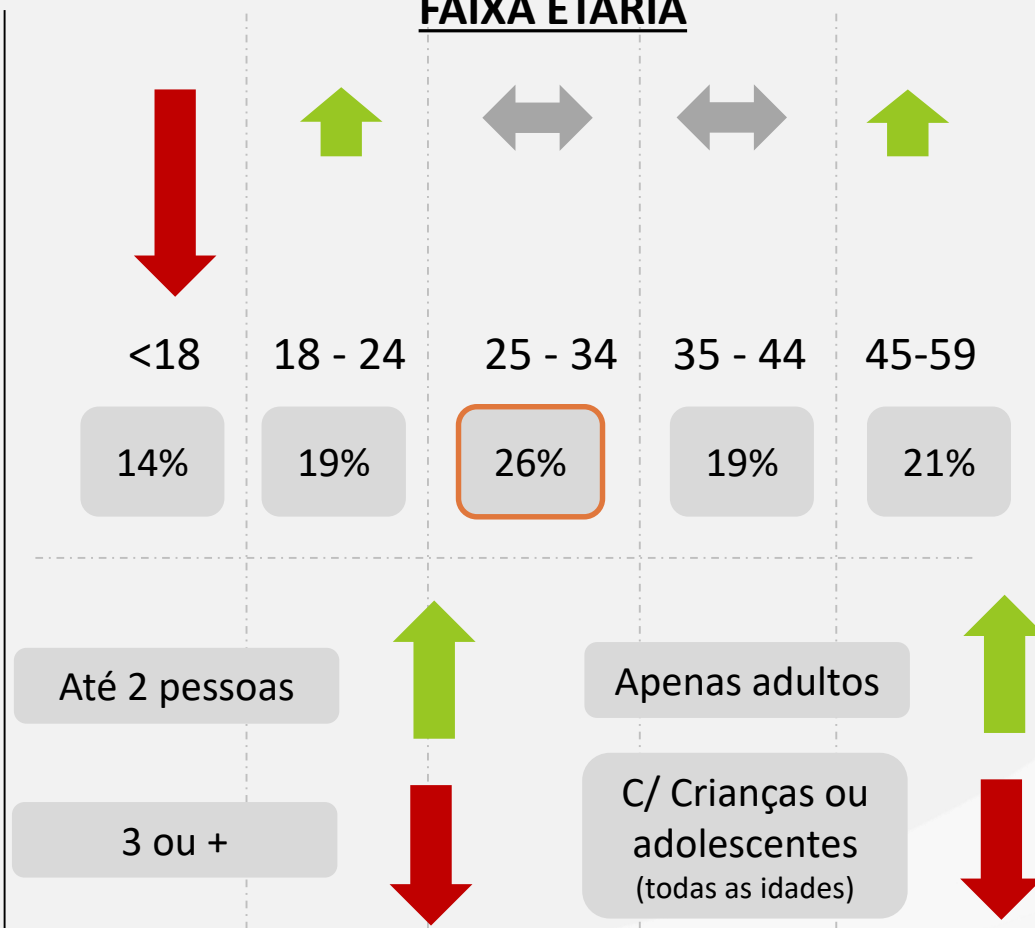 FAIXA ETÁRIA
<18 18 - 24 25 - 34 35 - 44 45-59
14% 19% 26% 19% 21%
Até 2 pessoas
Apenas adultos
3 ou +
C/ Crianças ou
adolescentes
(todas as idades)